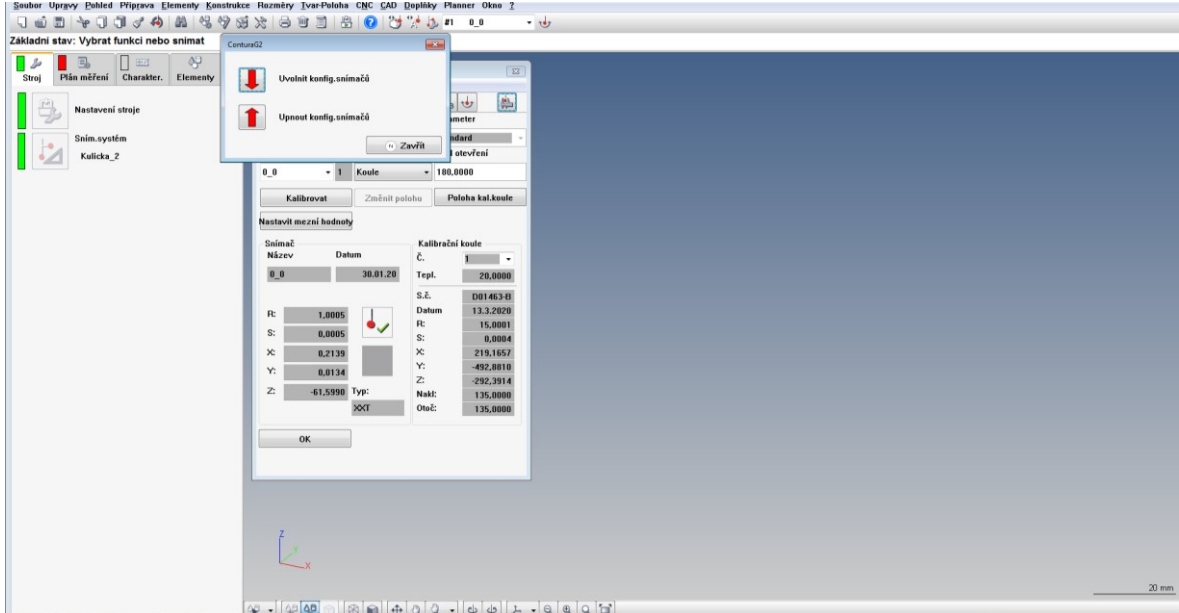 Soubor Upravy Pohled Příprava Elementy Konstrukce Rozměry Tvar-Poloha CNC CAD Doplňky Planner Okno ?
#1 0_0
Základní stav: Vybrat funkci nebo snímat
ConturaG2
Stroj Plán měření Charakter. Elementy
Uvolnit konfig.snímačů
Upnout konfig.snímačů
Zavřít
Nastavení stroje
Sním.systém
Kulicka_2
otevření
0_0 1 Koule 180,0000
Kalibrovat Změnit polohu Poloha kal.koule
Nastavit mezní hodnoty
Snímač Kalibrační koule
Název Datum Č. 1
0_0 30.01.20 Tepl. 20,0000
S.č. D01463-B
Datum 13.3.2020
R: 1,0005 R: 15,0001
S: 0,0005 S: 0,0004
X: 0,2139 X: 219,1657
Y: 0,0134 Y: -492,8810
Z: -61,5990 Typ: Z: -292,3914
XXT Nakl: 135,0000
Otoč: 135,0000
OK
Z
Y
X
20 mm